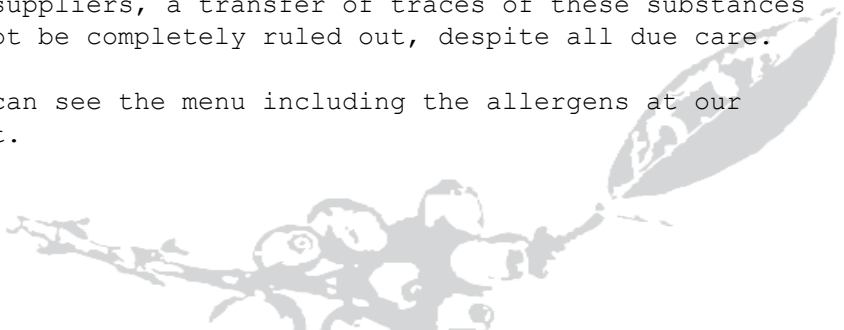 suppliers, a transfer of traces of these substances
ot be completely ruled out, despite all due care.
can see the menu including the allergens at our
t.